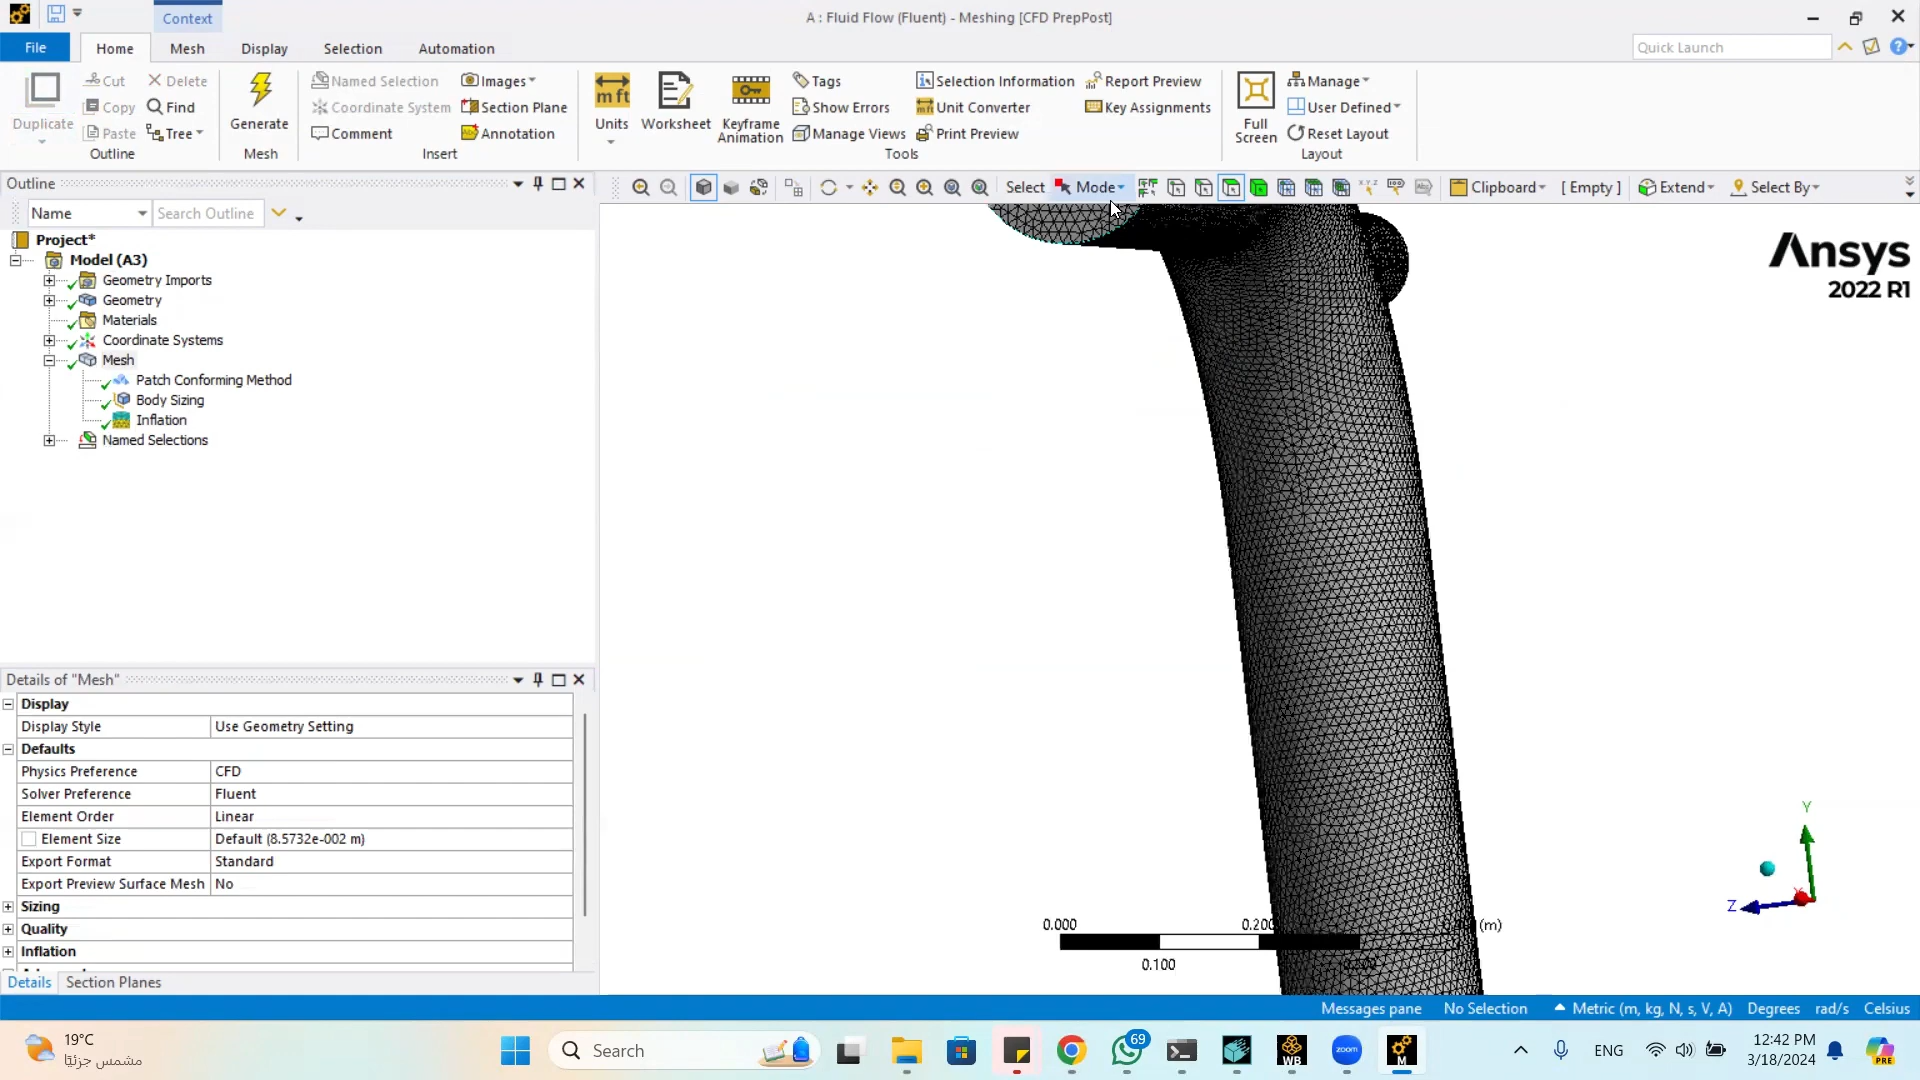 Context
A : Fluid Flow (Fluent) - Meshing [CFD PrepPost]
File Home Mesh Display Selection Automation
Quick Launch
Duplicate
Cut
Copy
Paste
Delete
Find
Tree
Outline
Generate
Mesh
Named Selection
Coordinate System
Comment
Images
Section Plane
Annotation
Insert
Units
Worksheet
Keyframe
Animation
Tags
Show Errors
Manage Views
Selection Information
Unit Converter
Print Preview
Report Preview
Key Assignments
Tools
Full
Screen
Manage
User Defined
Reset Layout
Layout
Outline
Name
Search Outline
Select Mode Clipboard [ Empty ] Extend Select By
Project*
Model (A3)
Geometry Imports
Geometry
Materials
Coordinate Systems
Mesh
Patch Conforming Method
Body Sizing
Inflation
Named Selections
Ansys
2022 R1
Details of "Mesh"
Display
Display Style Use Geometry Setting
Defaults
Physics Preference CFD
Solver Preference Fluent
Element Order Linear
Element Size Default (8.5732e-002 m)
Export Format Standard
Export Preview Surface Mesh No
Sizing
Quality
Inflation
Details Section Planes
0.000
(m)
0.100
Y
Z
Messages pane No Selection Metric (m, kg, N, s, V, A) Degrees rad/s Celsius
19°C
مشمس جزئيًا
Search
69
WB
zoom
M
ENG
12:42 PM
3/18/2024
PRE